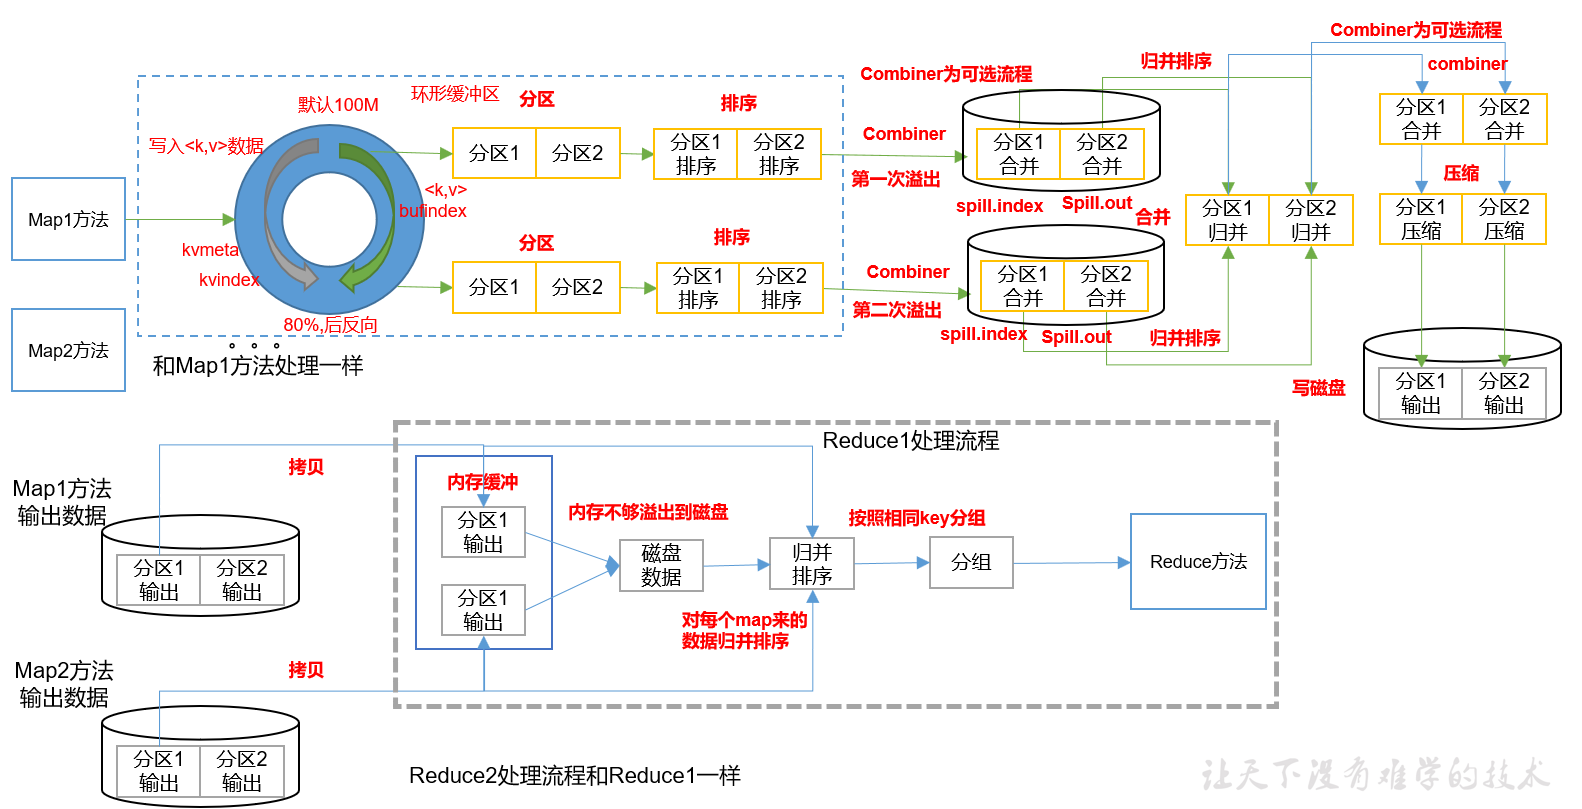 Combiner为可选流程
归并排序
combiner
Combiner为可选流程
默认100M
环形缓冲区
分区
排序
写入<k,v>数据
分区1
分区2
分区1
排序
分区2
排序
Combiner
第一次溢出
分区1
合并
分区2
合并
spill.index
Spill.out
分区1
合并
分区2
合并
压缩
Map1方法
<k,v>
bufindex
kvmeta
kvindex
80%,后反向
分区
排序
分区1
分区2
分区1
排序
分区2
排序
Combiner
第二次溢出
合并
分区1
合并
分区2
合并
spill.index
Spill.out
归并排序
分区1
归并
分区2
归并
分区1
压缩
分区2
压缩
Map2方法
。。。
和Map1方法处理一样
写磁盘
分区1
输出
分区2
输出
Reduce1处理流程
拷贝
Map1方法
输出数据
分区1
输出
分区2
输出
内存缓冲
分区1
输出
分区1
输出
内存不够溢出到磁盘
磁盘
数据
归并
排序
对每个map来的
数据归并排序
按照相同key分组
分组
Reduce方法
拷贝
Map2方法
输出数据
分区1
输出
分区2
输出
Reduce2处理流程和Reduce1一样
让天下没有难学的技术